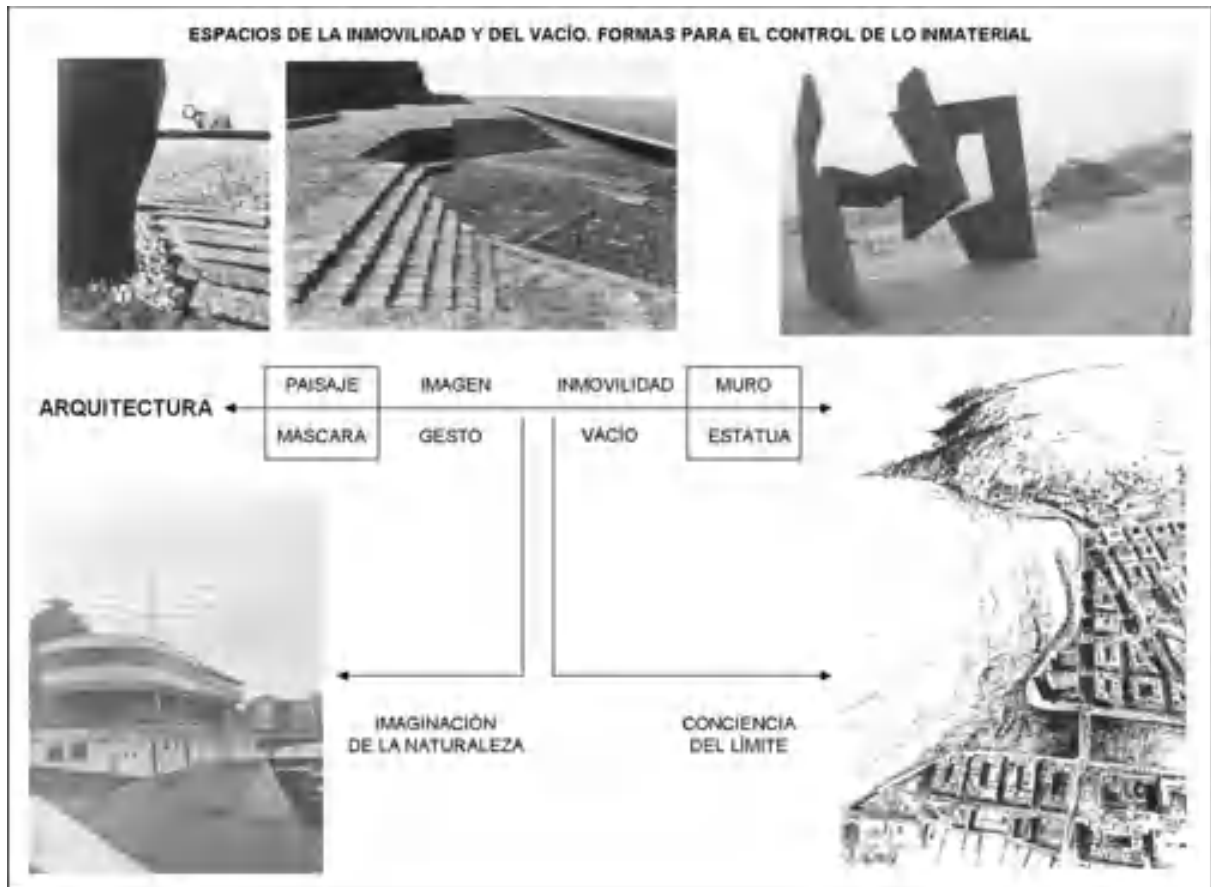 ESPACIOS DE LA INMOVILIDAD Y DEL VACÍO. FORMAS PARA EL CONTROL DE LO INMATERIAL
PAISAJE IMAGEN INMOVILIDAD MURO
ARQUITECTURA
MÁSCARA GESTO VACÍO ESTATUA
IMAGINACIÓN
DE LA NATURALEZA
CONCIENCIA
DEL LÍMITE